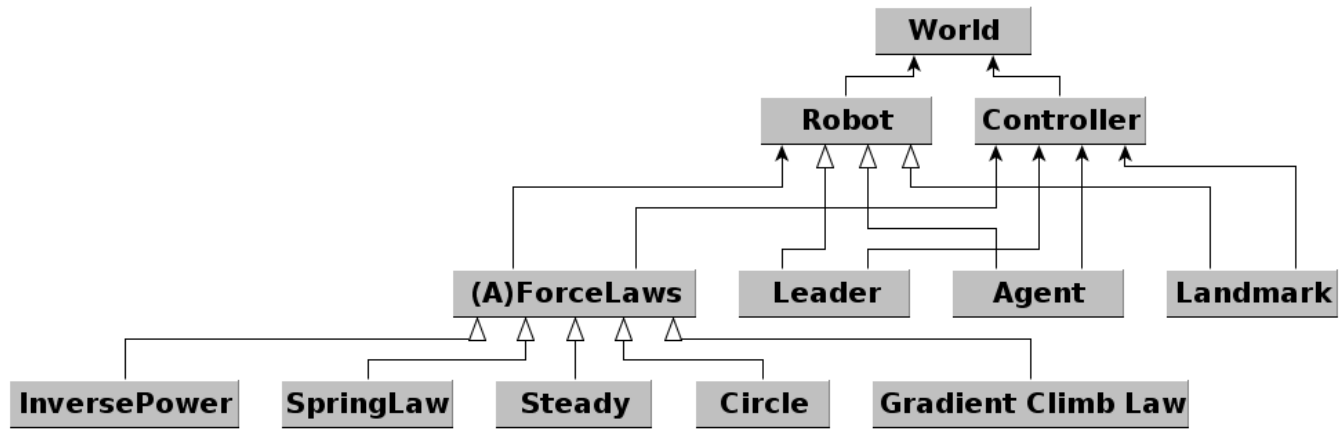 World
Robot
Controller
(A)ForceLaws
Leader
Agent
Landmark
InversePower
SpringLaw
Steady
Circle
Gradient Climb Law